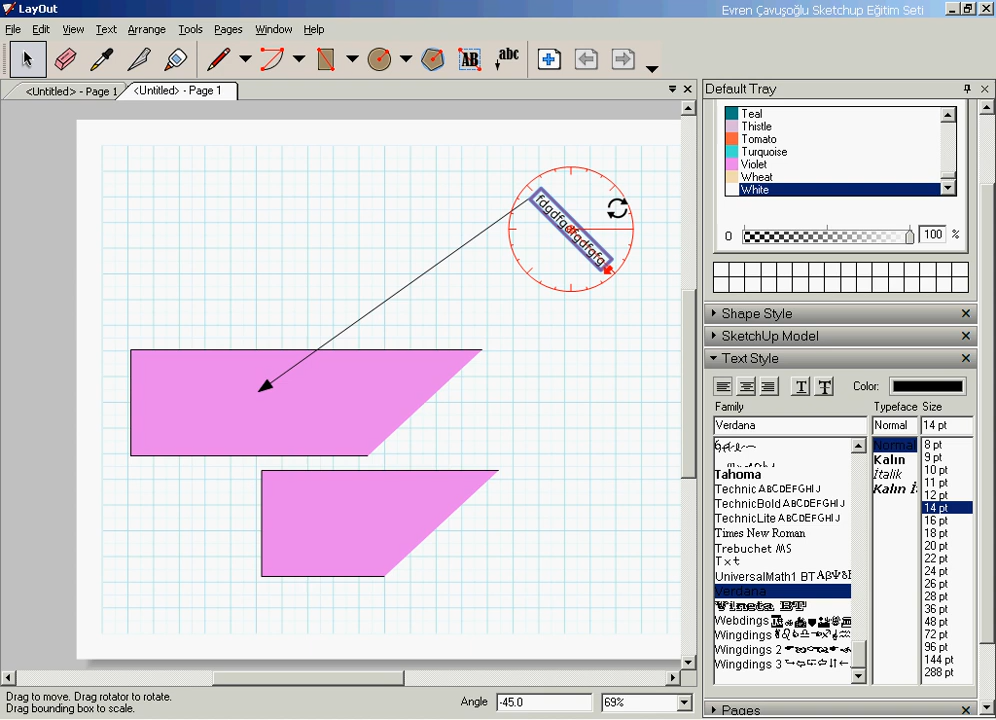 LayOut
Evren Çavuşoğlu Sketchup Eğitim Seti
File Edit View Text Arrange Tools Pages Window Help
AB abc
<Untitled> - Page 1
<Untitled> - Page 1
Default Tray
Teal
Thistle
Tomato
Turquoise
Violet
Wheat
White
O 100 %
Shape Style
SketchUp Model
Text Style
T T Color:
Family Typeface Size
Verdana Normal 14 pt
Tahoma
Technic ABCDEFGHIJ
TechnicBold ABCDEFGHIJ
TechnicLite ABCDEFGHIJ
Times New Roman
Trebuchet MS
Txt
UniversalMath1 BT ΑβΨδΕ
Verdana
Vineta BT
Webdings
Wingdings
Wingdings 2
Wingdings 3
Normal
Kalın
İtalik
Kalın İ
8 pt
9 pt
10 pt
11 pt
12 pt
14 pt
16 pt
18 pt
20 pt
22 pt
24 pt
26 pt
28 pt
36 pt
48 pt
72 pt
96 pt
144 pt
288 pt
Pages
Drag to move. Drag rotator to rotate.
Drag bounding box to scale.
Angle -45.0 69%